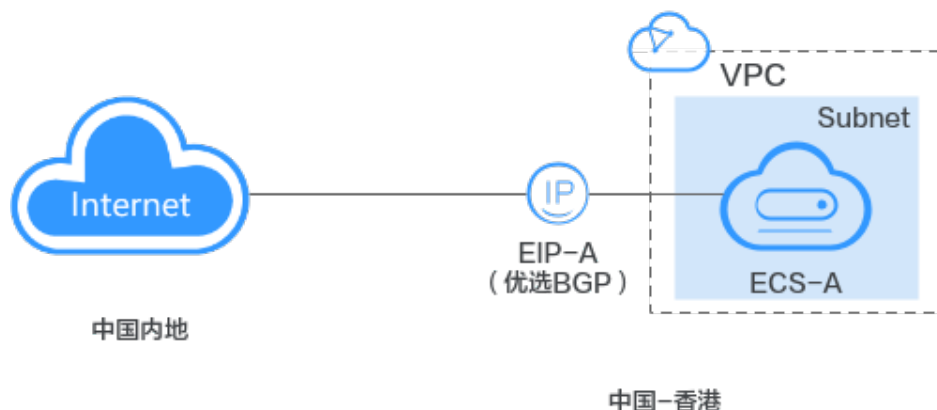 VPC
Subnet
Internet
IP
EIP-A
（优选BGP）
ECS-A
中国内地
中国-香港